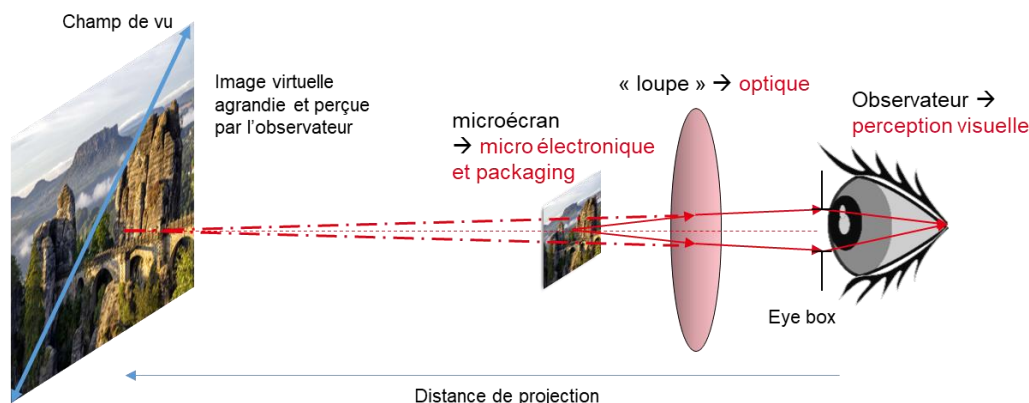 Champ de vu
Image virtuelle
agrandie et perçue
par l’observateur
microécran
→ micro électronique
et packaging
« loupe » → optique
Observateur →
perception visuelle
Eye box
Distance de projection